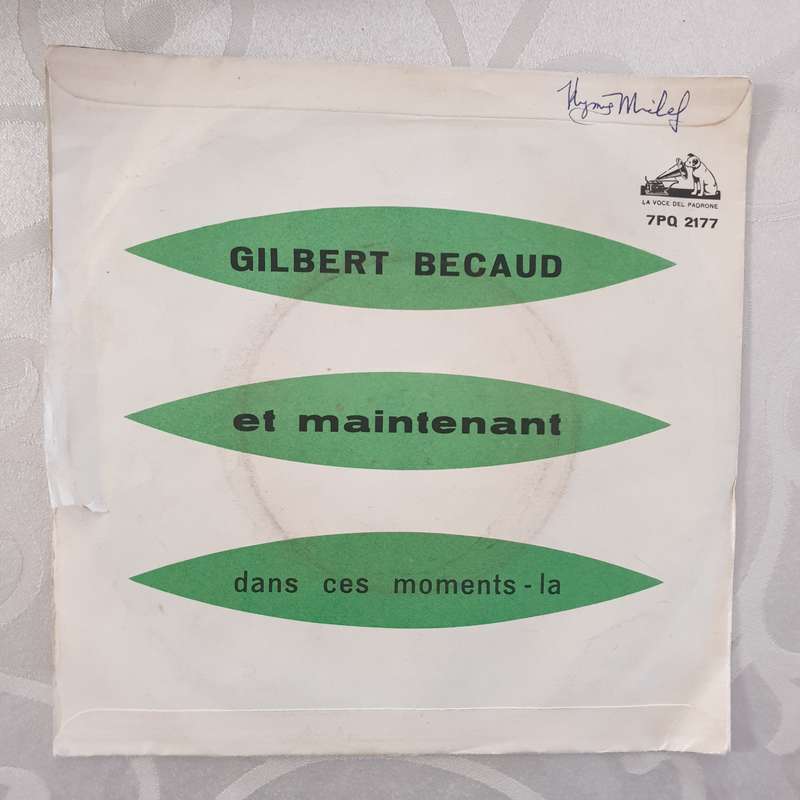 LA VOCE DEL PADRONE
7PQ 2177
GILBERT BECAUD
et maintenant
dans ces moments-la